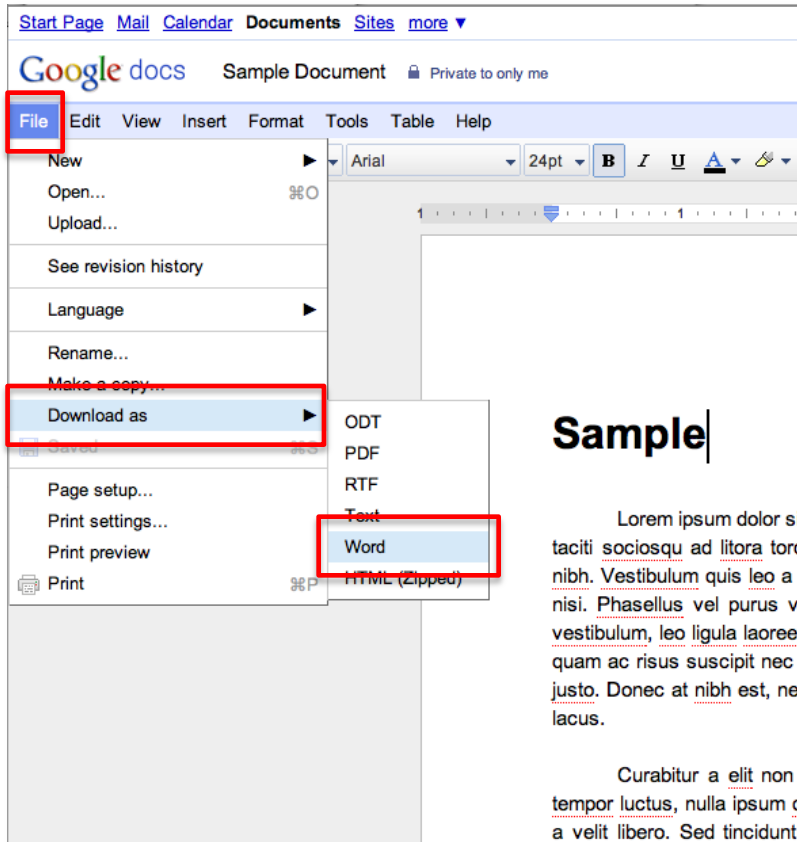 Start Page Mail Calendar Documents Sites more ▼
Google docs Sample Document Private to only me
File Edit View Insert Format Tools Table Help
Arial 24pt B I U A
New ▶
Open... ⌘O
Upload...
See revision history
Language ▶
Rename...
Make a copy...
Download as ▶
Saved ⌘S
Page setup...
Print settings...
Print preview
Print ⌘P
ODT
PDF
RTF
Text
Word
HTML (Zipped)
1 1
Sample
Lorem ipsum dolor
taciti sociosqu ad litora
nibh. Vestibulum quis leo a
nisi. Phasellus vel purus
vestibulum, leo ligula
quam ac risus suscipit nec
justo. Donec at nibh est,
lacus.
Curabitur a elit non
tempor luctus, nulla ipsum
a velit libero. Sed tincidunt